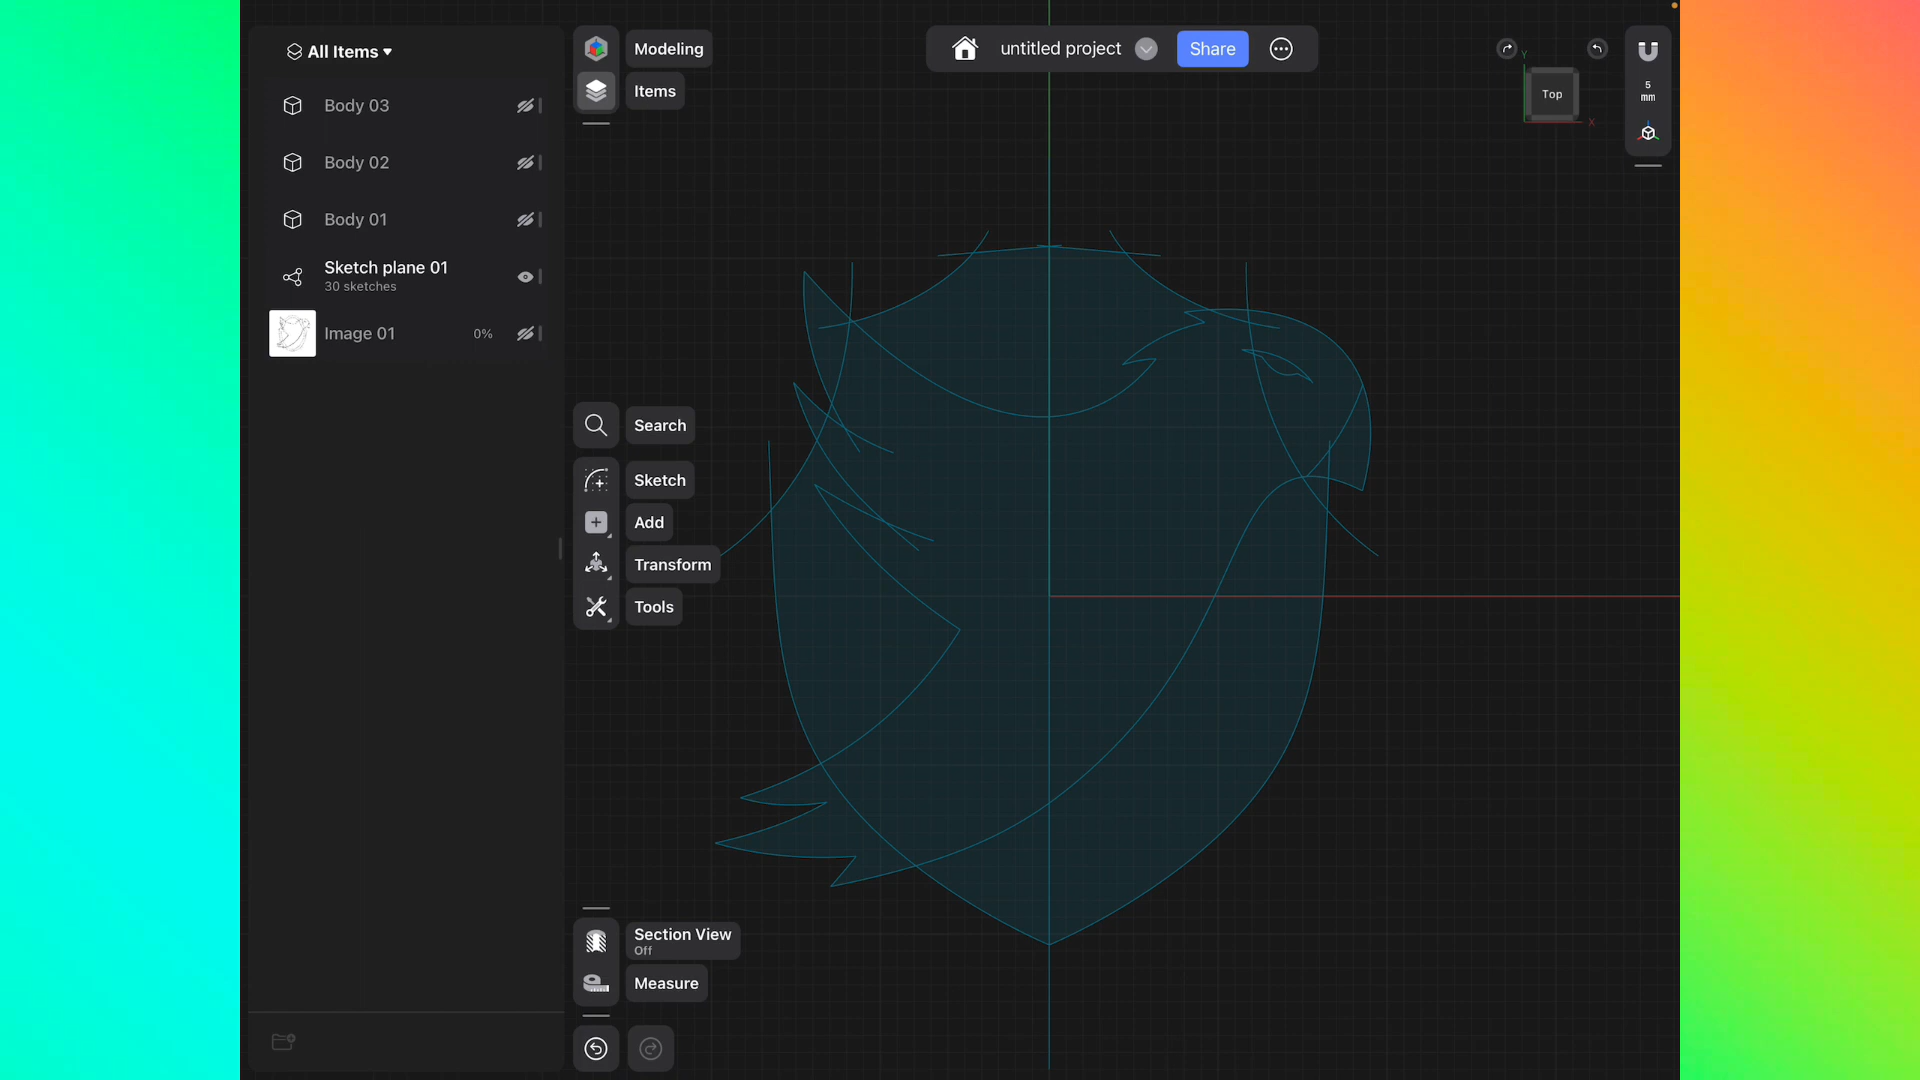 All Items
Body 03
Body 02
Body 01
Sketch plane 01
30 sketches
Image 01
0%
Modeling
Items
untitled project
Share
Y
Top
X
5
mm
Search
Sketch
Add
Transform
Tools
Section View
Off
Measure